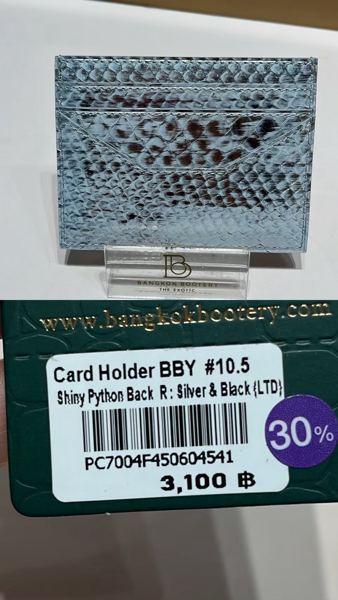 B
BANGKOK BOOTERY
THE EXOTIC
www.bangkokbootery.com
Card Holder BBY #10.5
Shiny Python Back R : Silver & Black {LTD}
30%
PC7004F450604541
3,100 ฿